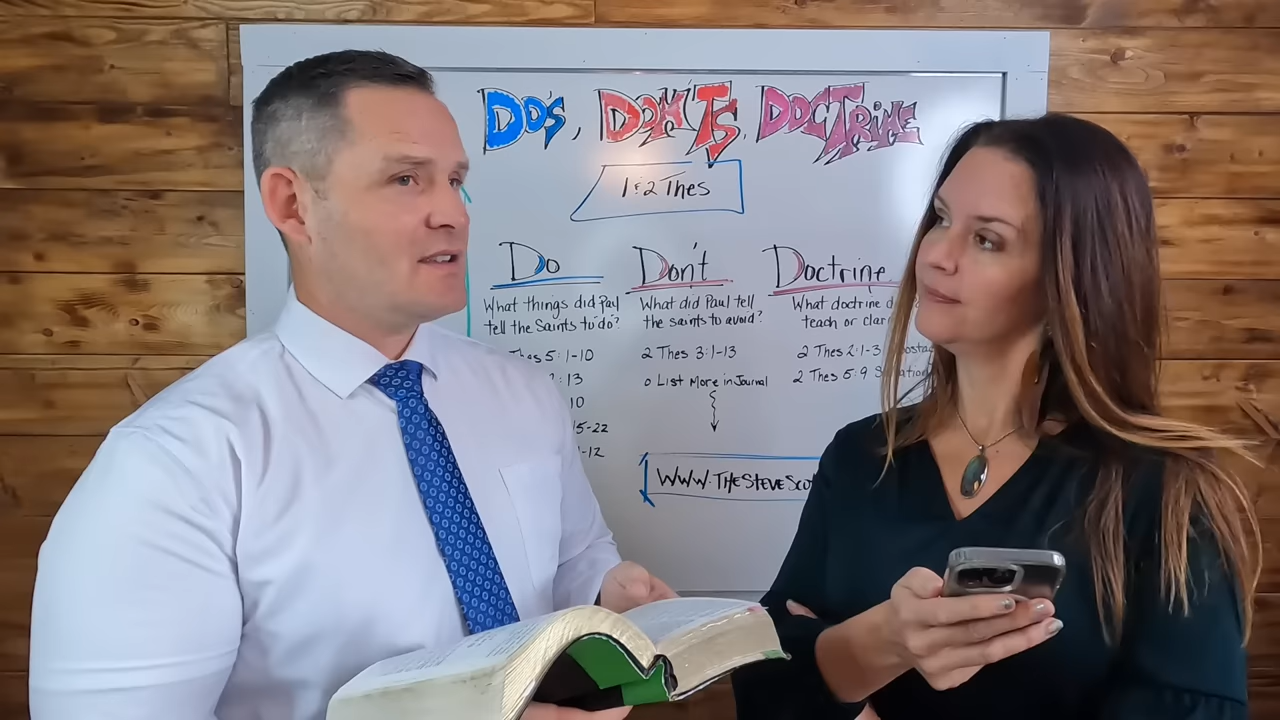 Do's, Don'ts, Doctrine
1 & 2 Thes
Do
What things did Paul
tell the Saints to do?
Thes 5:1-10
:13
10
15-22
1-12
Don't
What did Paul tell
the saints to avoid?
2 Thes 3:1-13
o List More in Journal
Doctrine
What doctrine d
teach or clar
2 Thes 2:1-3
2 Thes 5:9
www.TheSteveSco